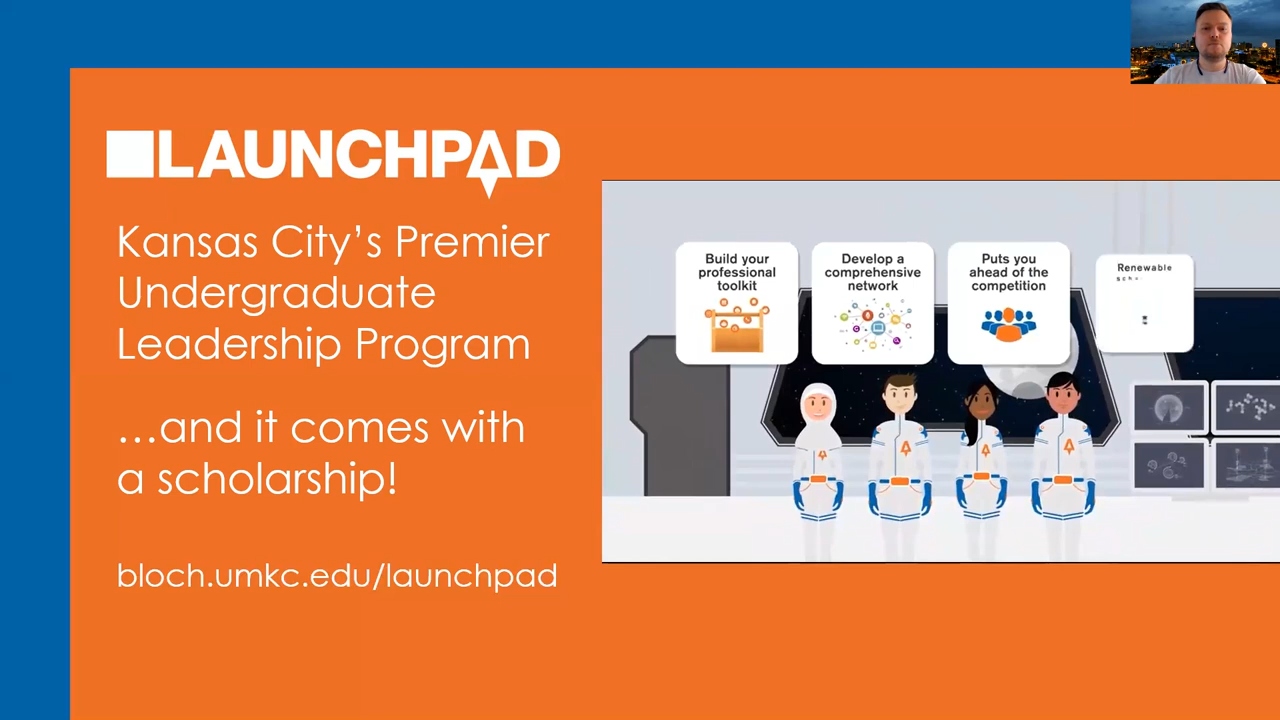 LAUNCHPAD
Kansas City's Premier
Undergraduate
Leadership Program
...and it comes with
a scholarship!
bloch.umkc.edu/launchpad
Build your
professional
toolkit
Develop a
comprehensive
network
Puts you
ahead of the
competition
Renewable